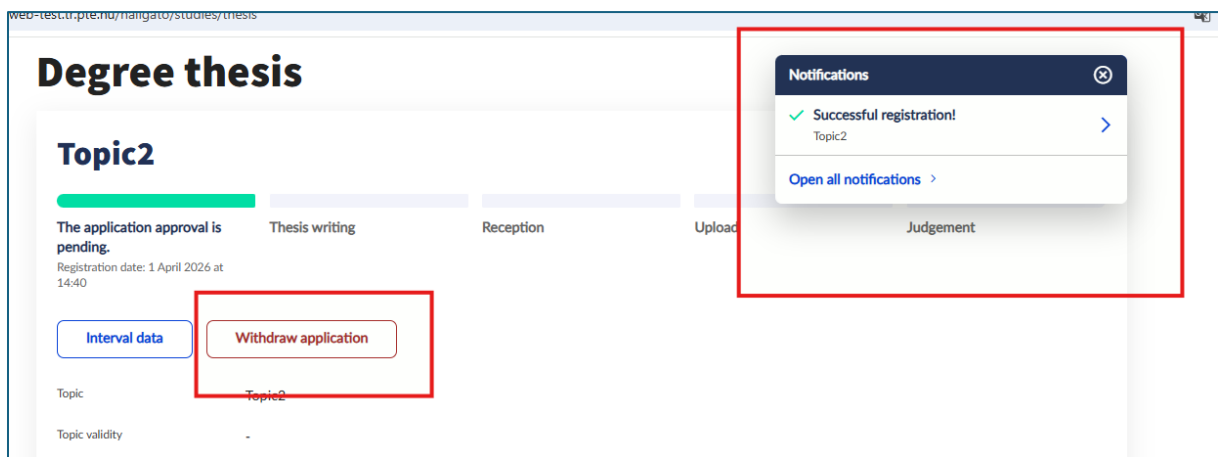 web-test.tr.pte.hu/hallgato/studies/thesis
Degree thesis
Notifications
Successful registration!
Topic2
Open all notifications
Topic2
The application approval is
pending.
Registration date: 1 April 2026 at
14:40
Thesis writing
Reception
Upload
Judgement
Interval data
Withdraw application
Topic
Topic2
Topic validity
-